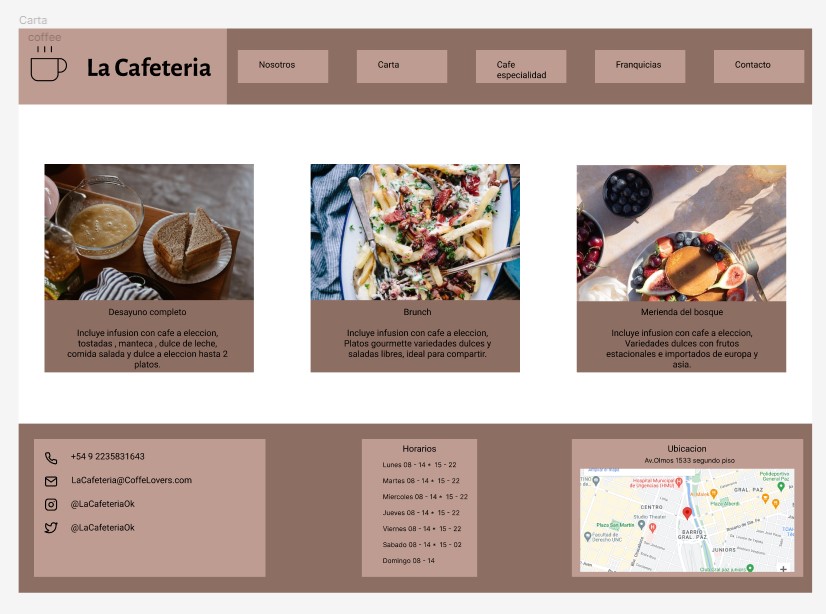 Carta
coffee
La Cafeteria
Nosotros
Carta
Cafe
especialidad
Franquicias
Contacto
Desayuno completo
Incluye infusion con cafe a eleccion,
tostadas , manteca , dulce de leche,
comida salada y dulce a eleccion hasta 2
platos.
Brunch
Incluye infusion con cafe a eleccion,
Platos gourmette variedades dulces y
saladas libres, ideal para compartir.
Merienda del bosque
Incluye infusion con cafe a eleccion,
Variedades dulces con frutos
estacionales e importados de europa y
asia.
+54 9 2235831643
LaCafeteria@CoffeLovers.com
@LaCafeteriaOk
@LaCafeteriaOk
Horarios
Lunes 08 - 14 + 15 - 22
Martes 08 - 14 + 15 - 22
Miercoles 08 - 14 + 15 - 22
Jueves 08 - 14 + 15 - 22
Viernes 08 - 14 + 15 - 22
Sabado 08 - 14 + 15 - 02
Domingo 08 - 14
Ubicacion
Av.Olmos 1533 segundo piso
Hospital Municipal
de Urgencias (HMU)
Polideportivo
General Paz
GRAL. PAZ
CENTRO
Studio Theater
Plaza San Martin
BARRIO
GRAL. PAZ
Facultad de
Derecho UNC
JUNIORS